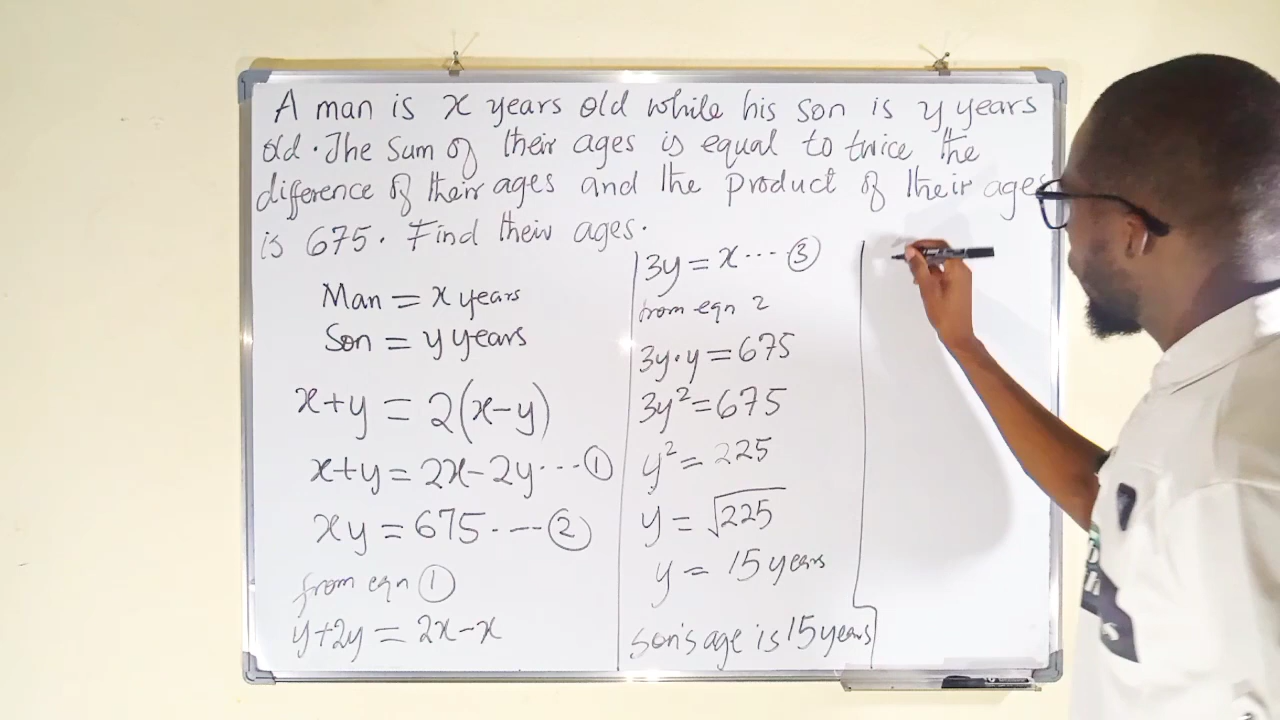 A man is x years old while his son is y years
old. The sum of their ages is equal to twice the
difference of their ages and the product of their ages
is 675. Find their ages.
Man = x years
Son = y years
x+y = 2(x-y)
x+y = 2x-2y ... ①
xy = 675 ... ②
from eqn ①
y+2y = 2x-x
3y = x ... ③
from eqn 2
3y·y = 675
3y²=675
y² = 225
y = √225
y = 15 years
son's age is 15 years